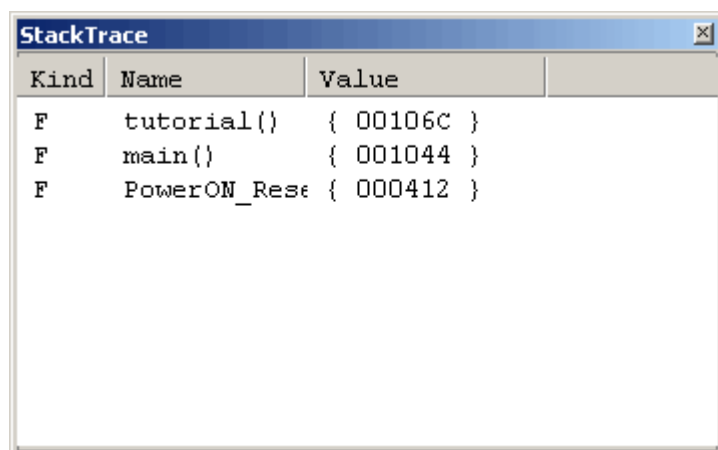 StackTrace
Kind Name Value
F tutorial() { 00106C }
F main() { 001044 }
F PowerON_Rese { 000412 }